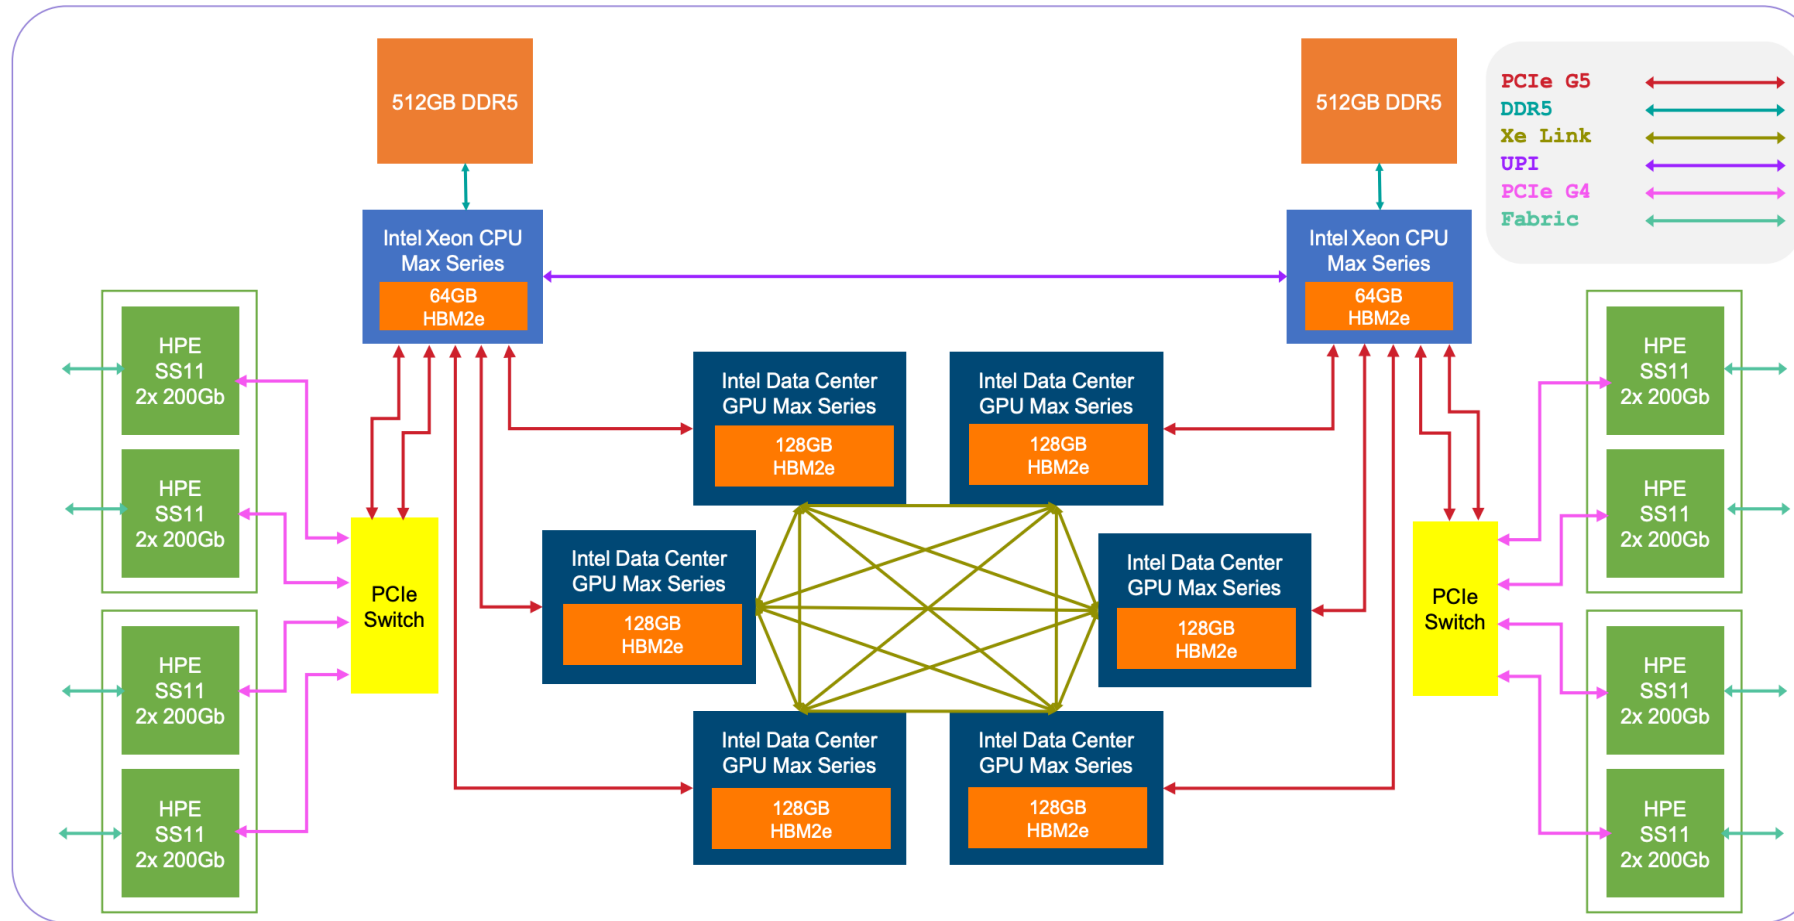 512GB DDR5
512GB DDR5
PCIe G5
DDR5
Xe Link
UPI
PCIe G4
Fabric
Intel Xeon CPU
Max Series
64GB
HBM2e
Intel Xeon CPU
Max Series
64GB
HBM2e
HPE
SS11
2x 200Gb
HPE
SS11
2x 200Gb
HPE
SS11
2x 200Gb
HPE
SS11
2x 200Gb
PCIe
Switch
Intel Data Center
GPU Max Series
128GB
HBM2e
Intel Data Center
GPU Max Series
128GB
HBM2e
Intel Data Center
GPU Max Series
128GB
HBM2e
Intel Data Center
GPU Max Series
128GB
HBM2e
Intel Data Center
GPU Max Series
128GB
HBM2e
Intel Data Center
GPU Max Series
128GB
HBM2e
PCIe
Switch
HPE
SS11
2x 200Gb
HPE
SS11
2x 200Gb
HPE
SS11
2x 200Gb
HPE
SS11
2x 200Gb